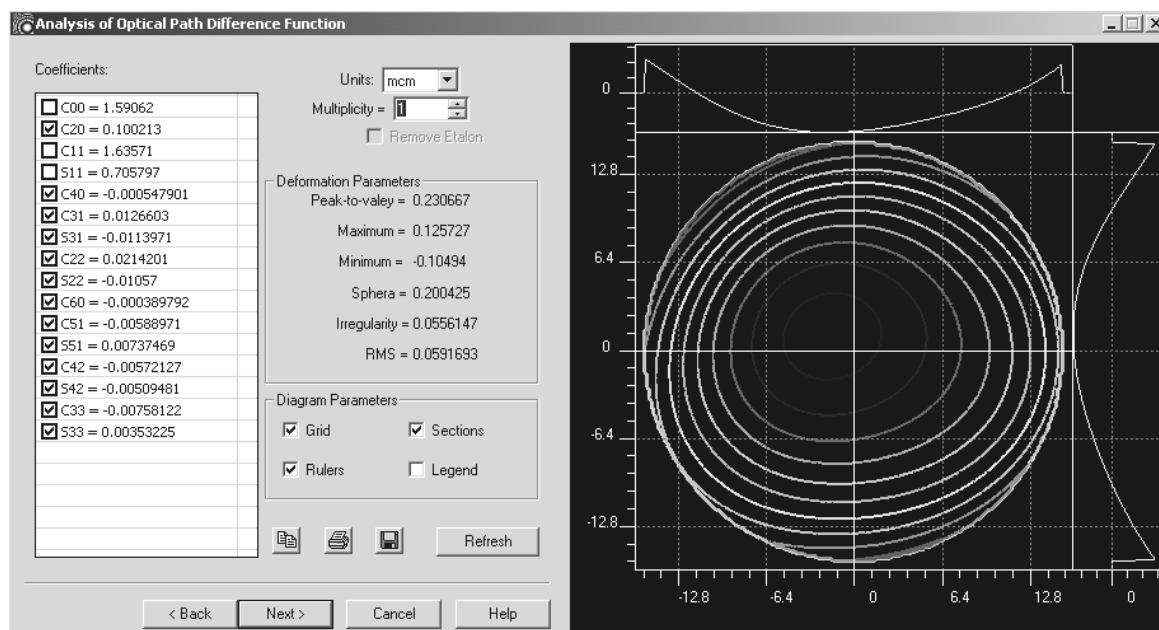 Analysis of Optical Path Difference Function
Coefficients:
C00 = 1.59062
C20 = 0.100213
C11 = 1.63571
S11 = 0.705797
C40 = -0.000547901
C31 = 0.0126603
S31 = -0.0113971
C22 = 0.0214201
S22 = -0.01057
C60 = -0.000389792
C51 = -0.00588971
S51 = 0.00737469
C42 = -0.00572127
S42 = -0.00509481
C33 = -0.00758122
S33 = 0.00353225
Units: mcm
Multiplicity = 1
Remove Etalon
Deformation Parameters
Peak-to-valey = 0.230667
Maximum = 0.125727
Minimum = -0.10494
Sphera = 0.200425
Irregularity = 0.0556147
RMS = 0.0591693
Diagram Parameters
Grid
Sections
Rulers
Legend
Refresh
< Back
Next >
Cancel
Help
0
12.8
6.4
0
-6.4
-12.8
-12.8 -6.4 0 6.4 12.8 0